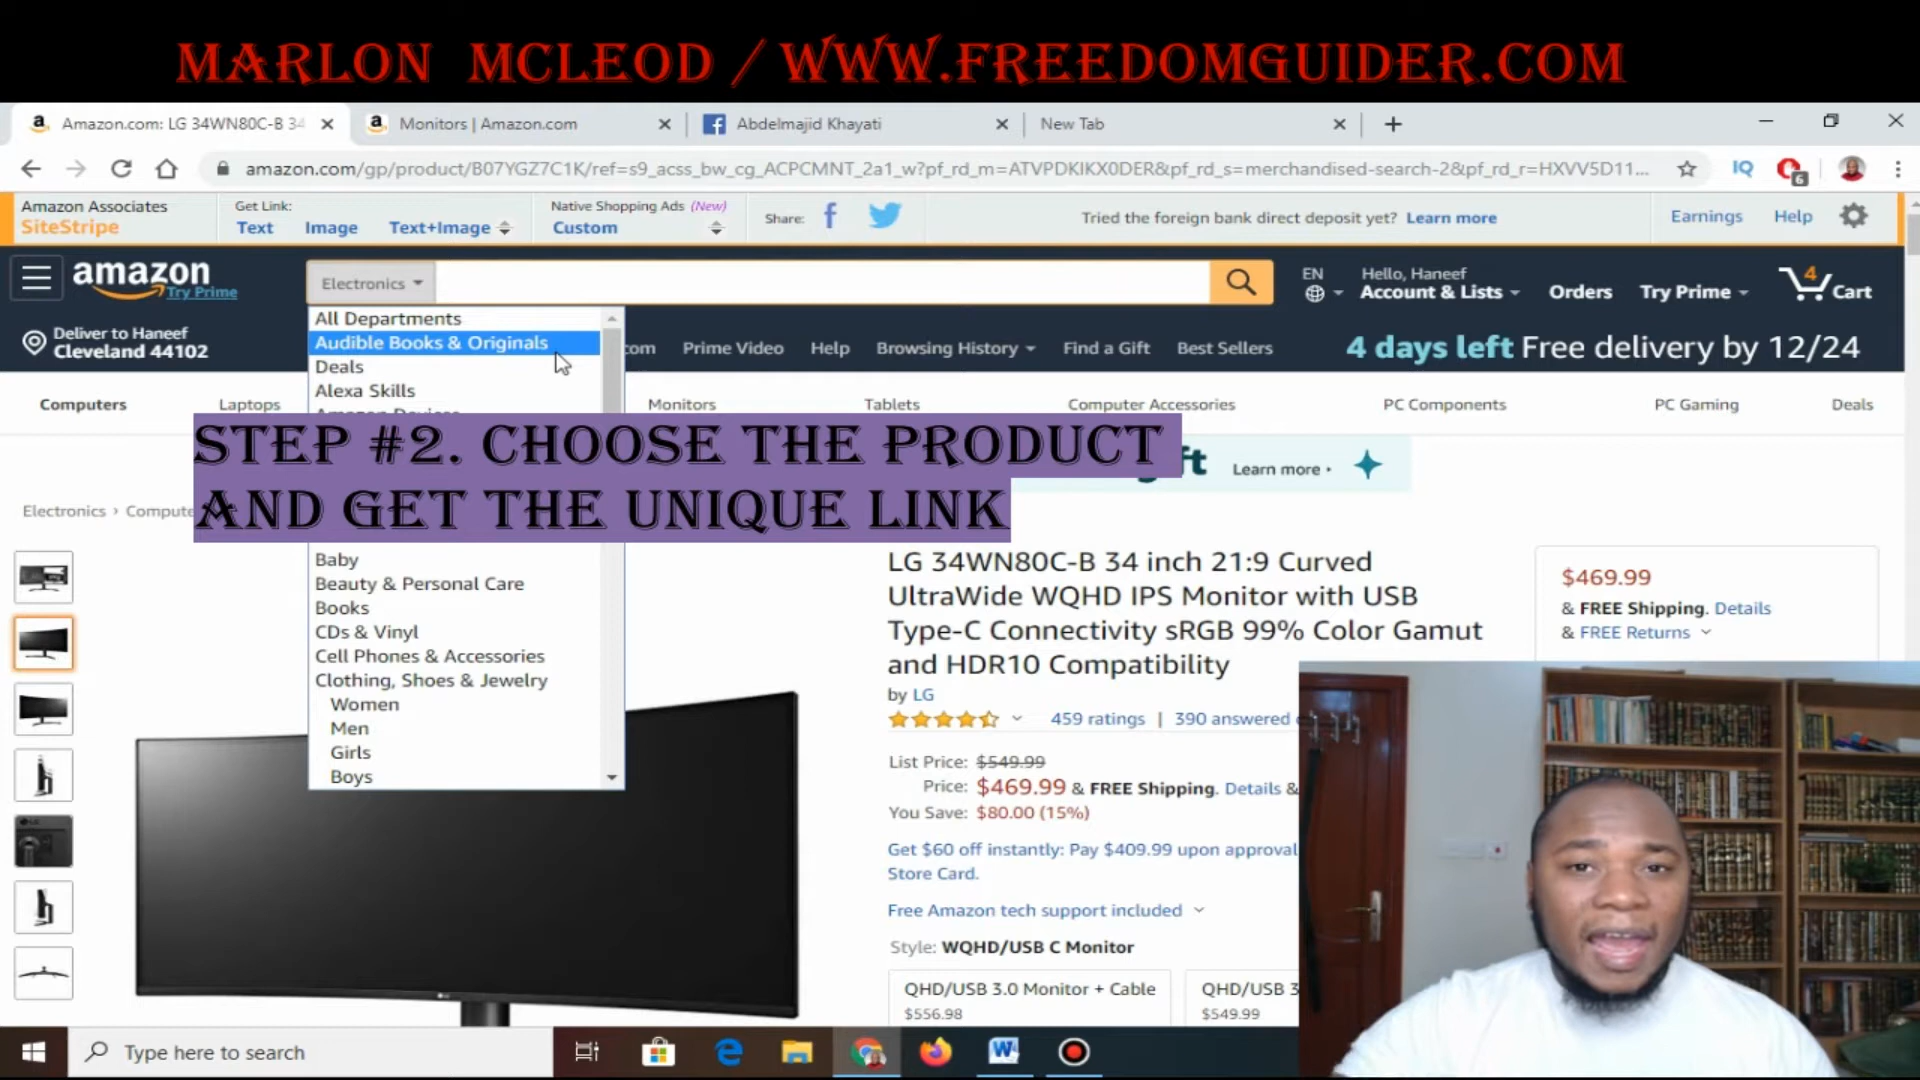 MARLON MCLEOD / WWW.FREEDOMGUIDER.COM
Amazon.com: LG 34WN80C-B 34
Monitors | Amazon.com
Abdelmajid Khayati
New Tab
amazon.com/gp/product/B07YGZ7C1K/ref=s9_acss_bw_cg_ACPCMNT_2a1_w?pf_rd_m=ATVPDKIKX0DER&pf_rd_s=merchandised-search-2&pf_rd_r=HXVV5D11...
IQ
6
Amazon Associates
SiteStripe
Get Link:
Text Image Text+Image
Native Shopping Ads (New)
Custom
Share:
Tried the foreign bank direct deposit yet? Learn more
Earnings Help
amazon
Try Prime
Electronics
EN
Hello, Haneef
Account & Lists
Orders
Try Prime
4
Cart
Deliver to Haneef
Cleveland 44102
com Prime Video Help Browsing History Find a Gift Best Sellers
4 days left Free delivery by 12/24
All Departments
Audible Books & Originals
Deals
Alexa Skills
Computers Laptops Monitors Tablets Computer Accessories PC Components PC Gaming Deals
STEP #2. CHOOSE THE PRODUCT
AND GET THE UNIQUE LINK
Learn more
Electronics › Compute
Baby
Beauty & Personal Care
Books
CDs & Vinyl
Cell Phones & Accessories
Clothing, Shoes & Jewelry
Women
Men
Girls
Boys
LG 34WN80C-B 34 inch 21:9 Curved
UltraWide WQHD IPS Monitor with USB
Type-C Connectivity sRGB 99% Color Gamut
and HDR10 Compatibility
by LG
459 ratings | 390 answered
List Price: $549.99
Price: $469.99 & FREE Shipping. Details &
You Save: $80.00 (15%)
Get $60 off instantly: Pay $409.99 upon approval
Store Card.
Free Amazon tech support included
Style: WQHD/USB C Monitor
QHD/USB 3.0 Monitor + Cable
$556.98
QHD/USB 3
$549.99
$469.99
& FREE Shipping. Details
& FREE Returns
Type here to search